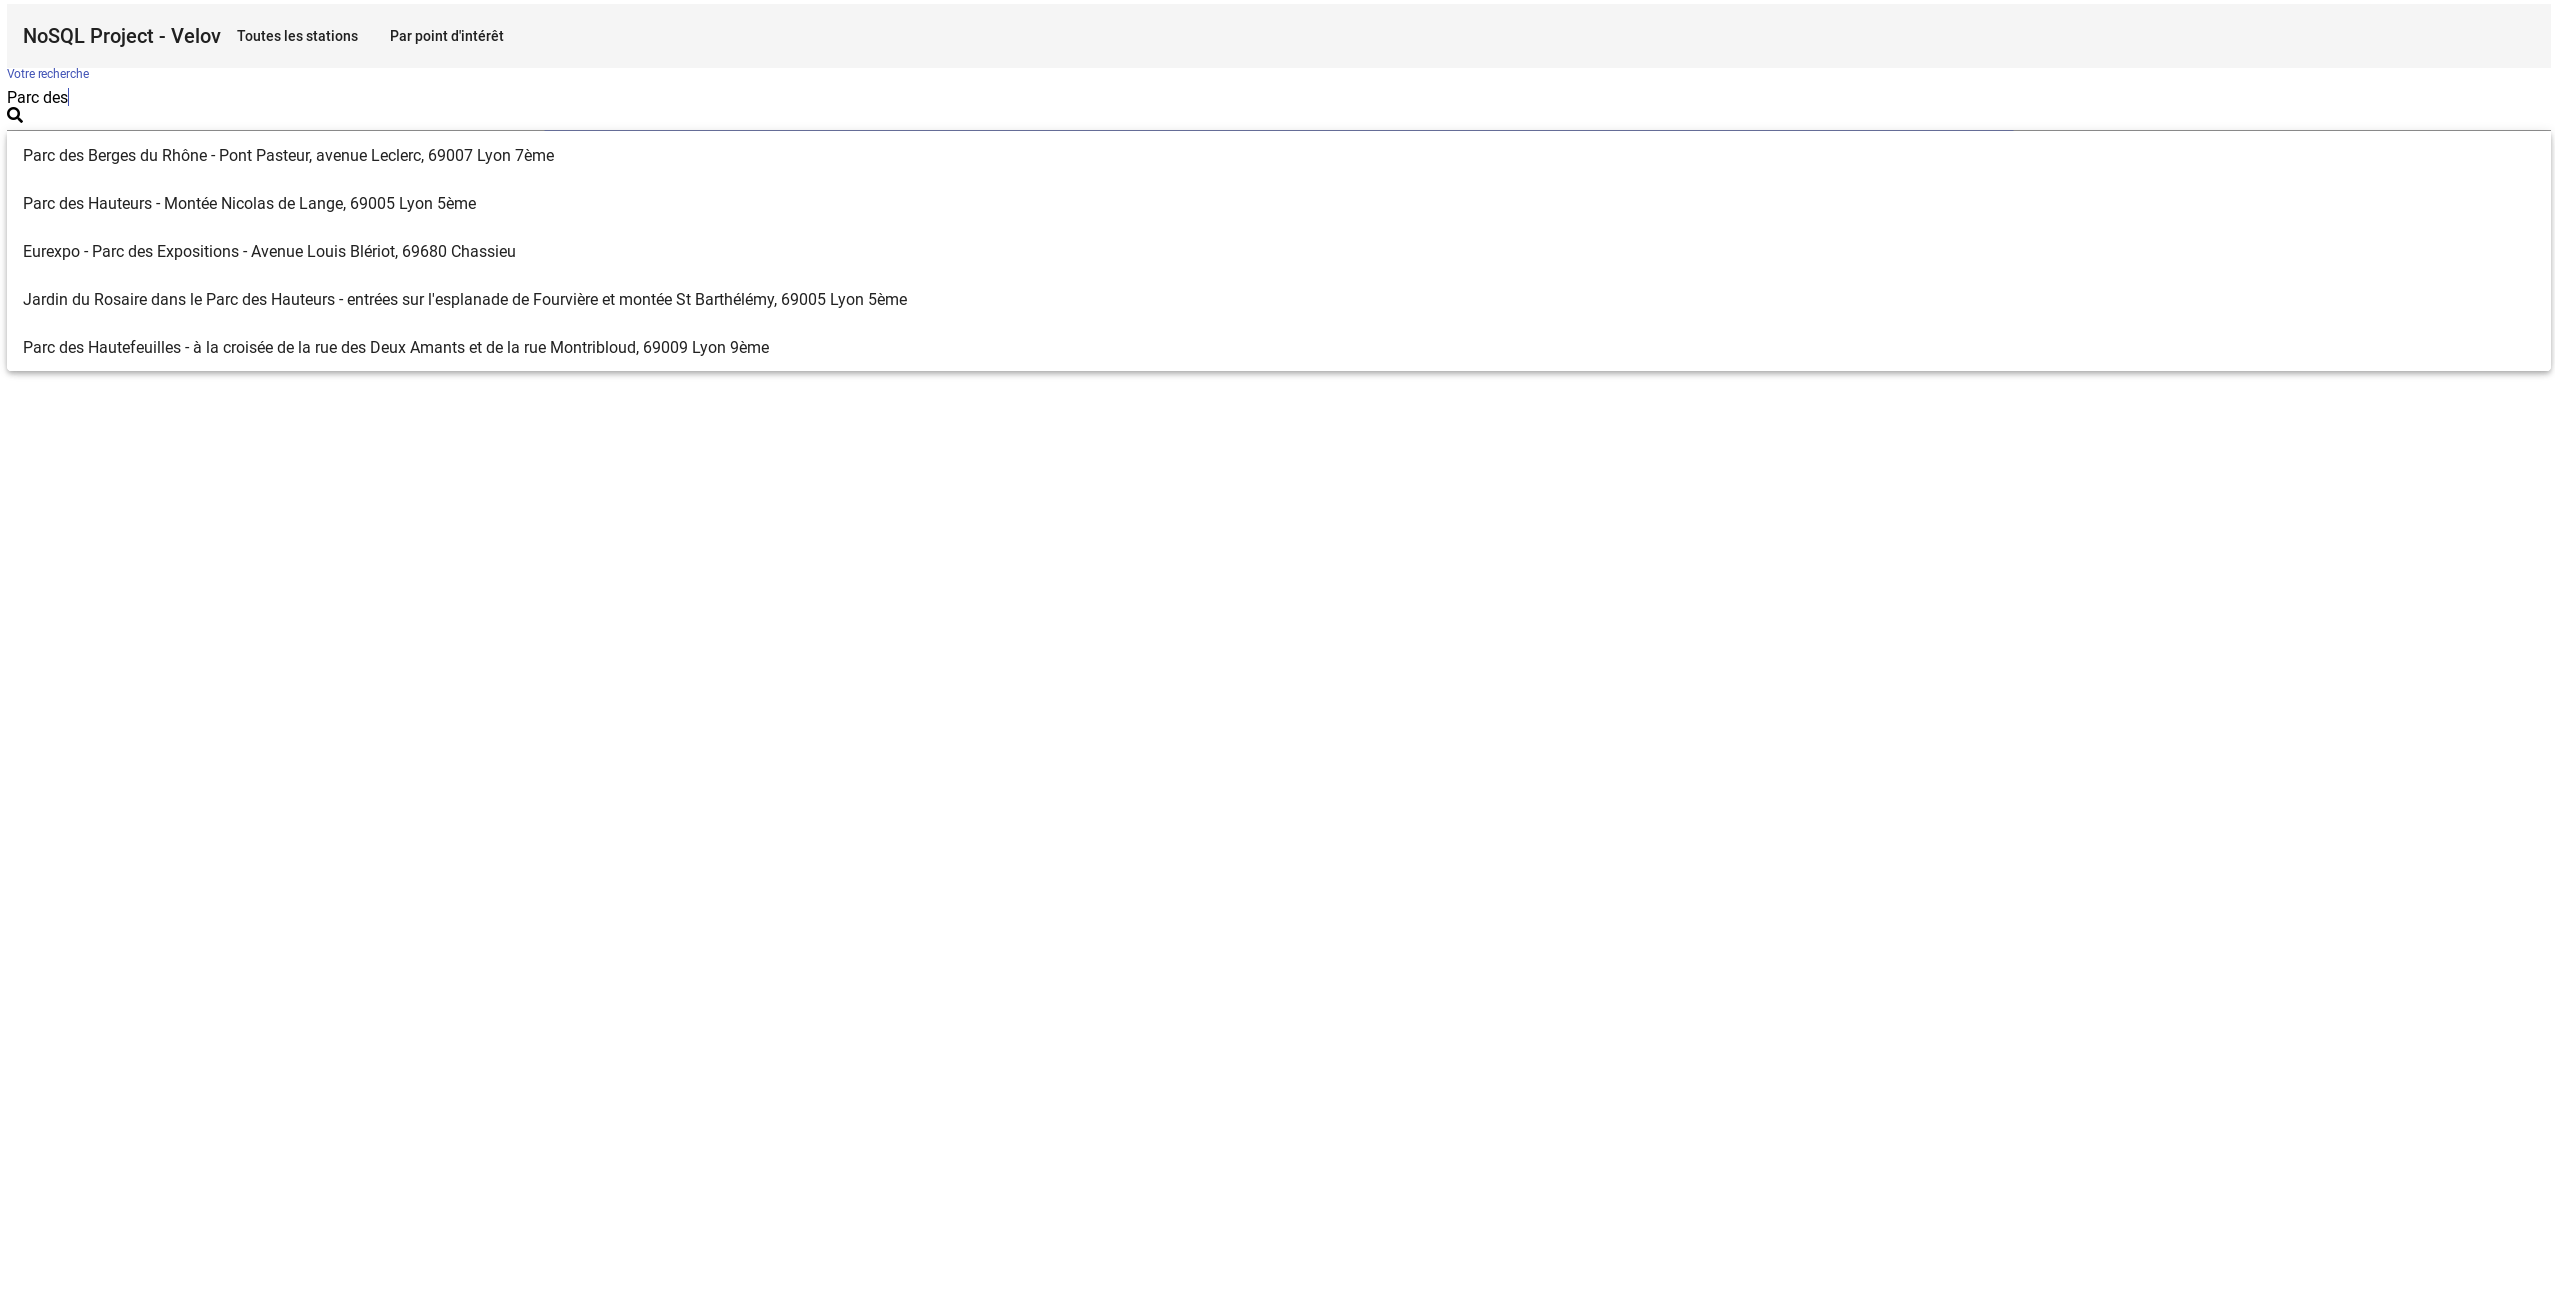 NoSQL Project - Velov Toutes les stations Par point d'intérêt
Votre recherche
Parc des
Parc des Berges du Rhône - Pont Pasteur, avenue Leclerc, 69007 Lyon 7ème
Parc des Hauteurs - Montée Nicolas de Lange, 69005 Lyon 5ème
Eurexpo - Parc des Expositions - Avenue Louis Blériot, 69680 Chassieu
Jardin du Rosaire dans le Parc des Hauteurs - entrées sur l'esplanade de Fourvière et montée St Barthélémy, 69005 Lyon 5ème
Parc des Hautefeuilles - à la croisée de la rue des Deux Amants et de la rue Montribloud, 69009 Lyon 9ème